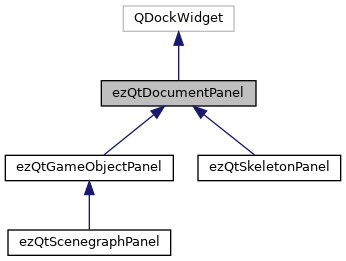 QDockWidget
ezQtDocumentPanel
ezQtGameObjectPanel
ezQtSkeletonPanel
ezQtScenegraphPanel